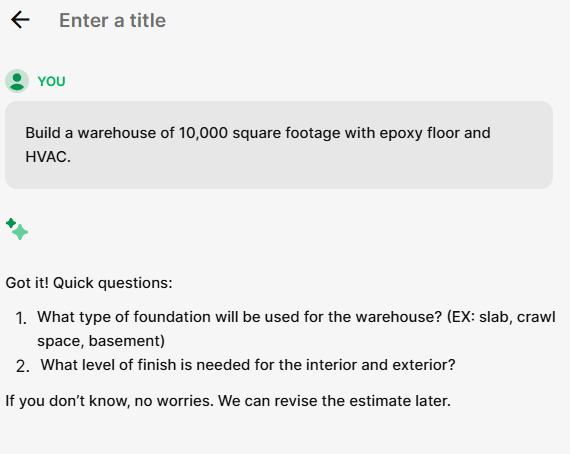 Enter a title
YOU
Build a warehouse of 10,000 square footage with epoxy floor and
HVAC.
Got it! Quick questions:
1. What type of foundation will be used for the warehouse? (EX: slab, crawl
space, basement)
2. What level of finish is needed for the interior and exterior?
If you don’t know, no worries. We can revise the estimate later.